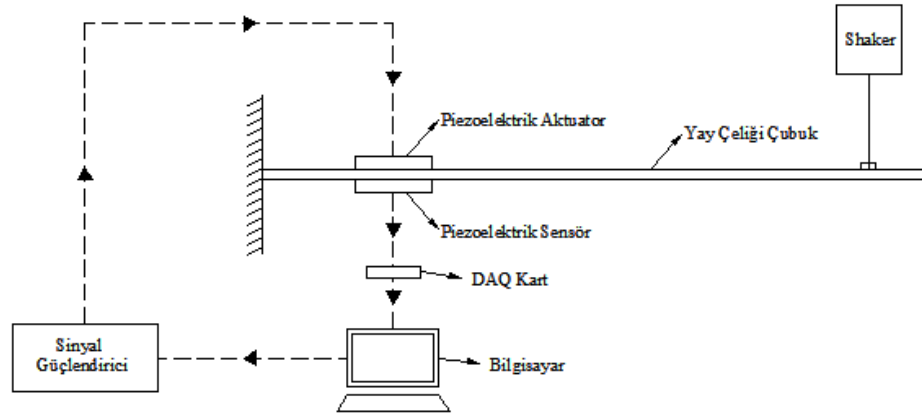 Shaker
Piezoelektrik Aktuator
Yay Çeliği Çubuk
Piezoelektrik Sensör
DAQ Kart
Sinyal
Güçlendirici
Bilgisayar